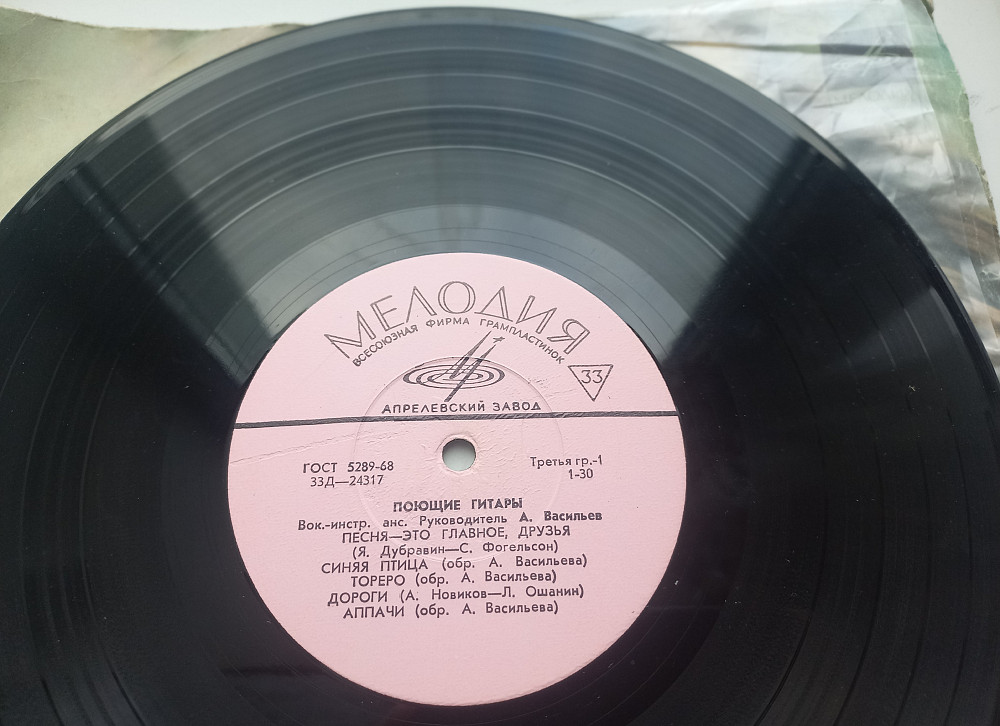 МЕЛОДИЯ
ВСЕСОЮЗНАЯ ФИРМА ГРАМПЛАСТИНОК
33
АПРЕЛЕВСКИЙ ЗАВОД
ГОСТ 5289-68
33Д—24317
Третья гр.-1
1-30
ПОЮЩИЕ ГИТАРЫ
Вок.-инстр. анс. Руководитель А. Васильев
ПЕСНЯ—ЭТО ГЛАВНОЕ, ДРУЗЬЯ
(Я. Дубравин—С. Фогельсон)
СИНЯЯ ПТИЦА (обр. А. Васильева)
ТОРЕРО (обр. А. Васильева)
ДОРОГИ (А. Новиков—Л. Ошанин)
АППАЧИ (обр. А. Васильева)